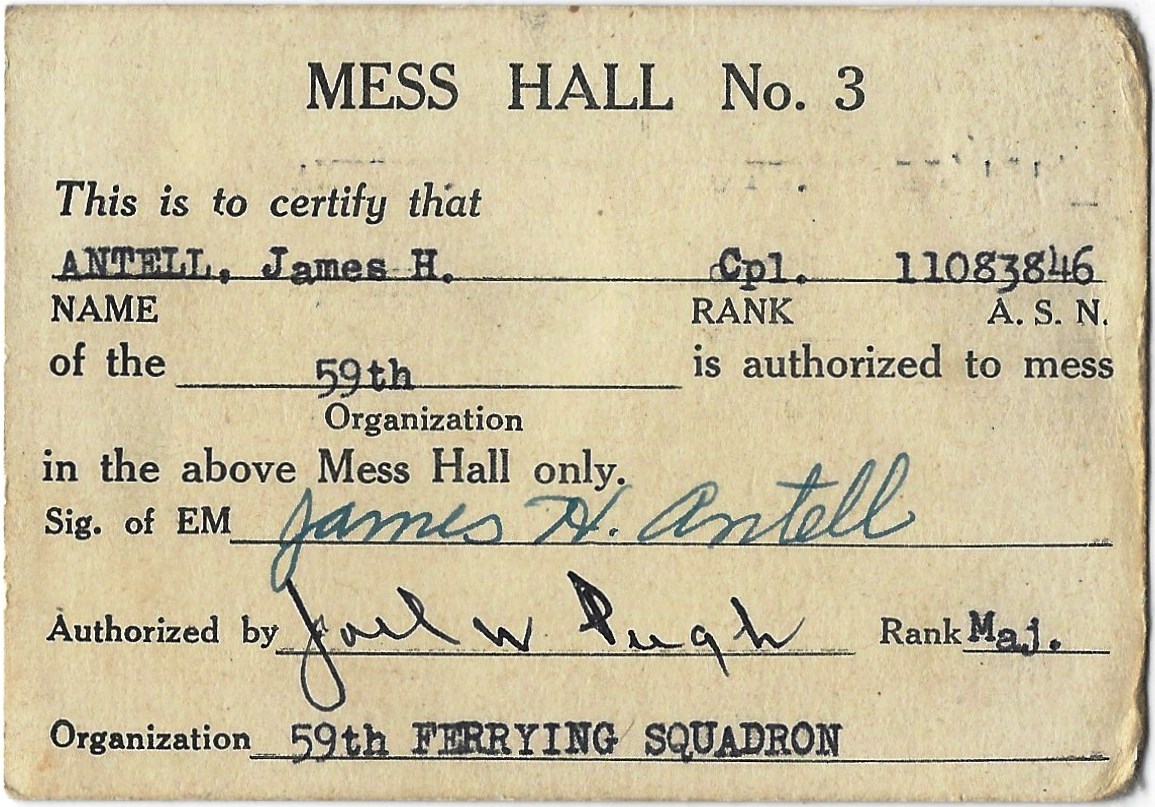 MESS HALL No. 3
This is to certify that
ANTELL, James H. Cpl. 11083846
NAME RANK A. S. N.
of the 59th is authorized to mess
Organization
in the above Mess Hall only.
Sig. of EM James H. Antell
Authorized by Joel W Pugh Rank Maj.
Organization 59th FERRYING SQUADRON